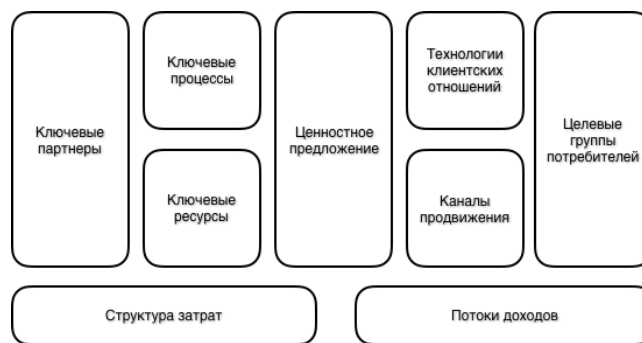 Ключевые
партнеры
Ключевые
процессы
Ключевые
ресурсы
Ценностное
предложение
Технологии
клиентских
отношений
Каналы
продвижения
Целевые
группы
потребителей
Структура затрат
Потоки доходов